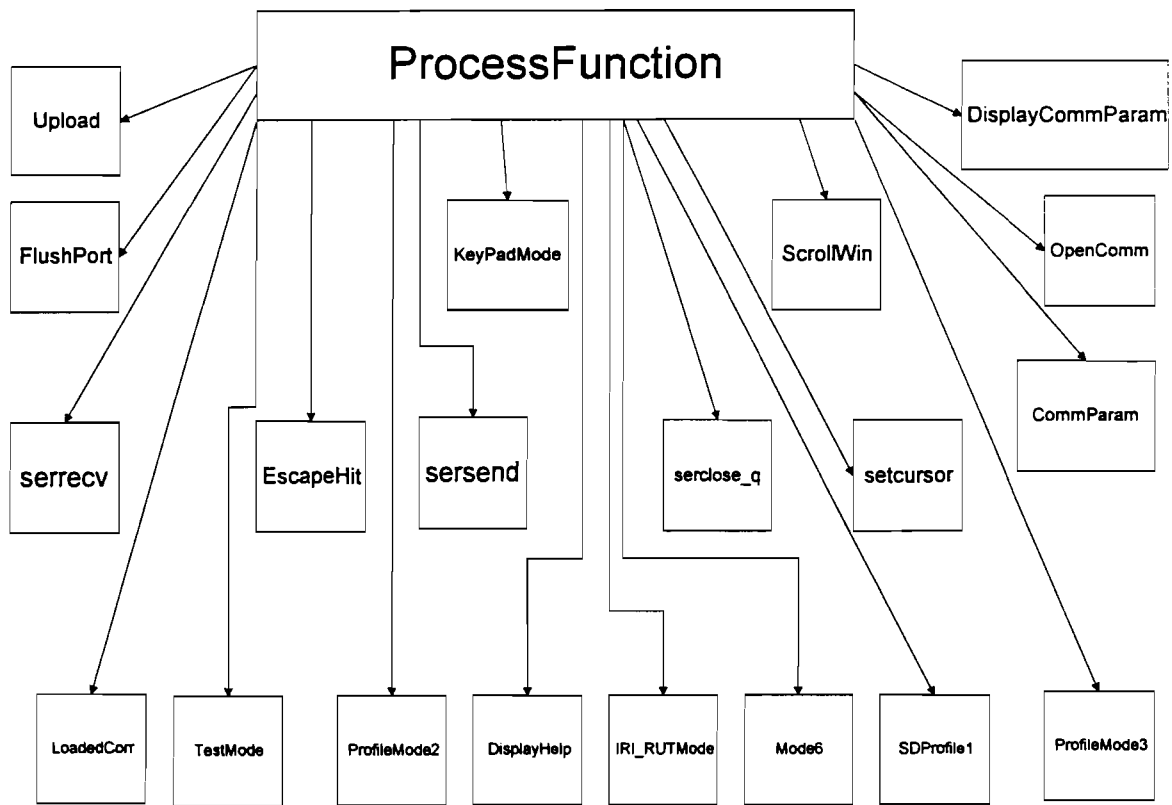 ProcessFunction
Upload
DisplayCommParam
FlushPort
KeyPadMode
ScrollWin
OpenComm
CommParam
serrecv
EscapeHit
sersend
serclose_q
setcursor
LoadedCorr
TestMode
ProfileMode2
DisplayHelp
IRI_RUTMode
Mode6
SDProfile1
ProfileMode3